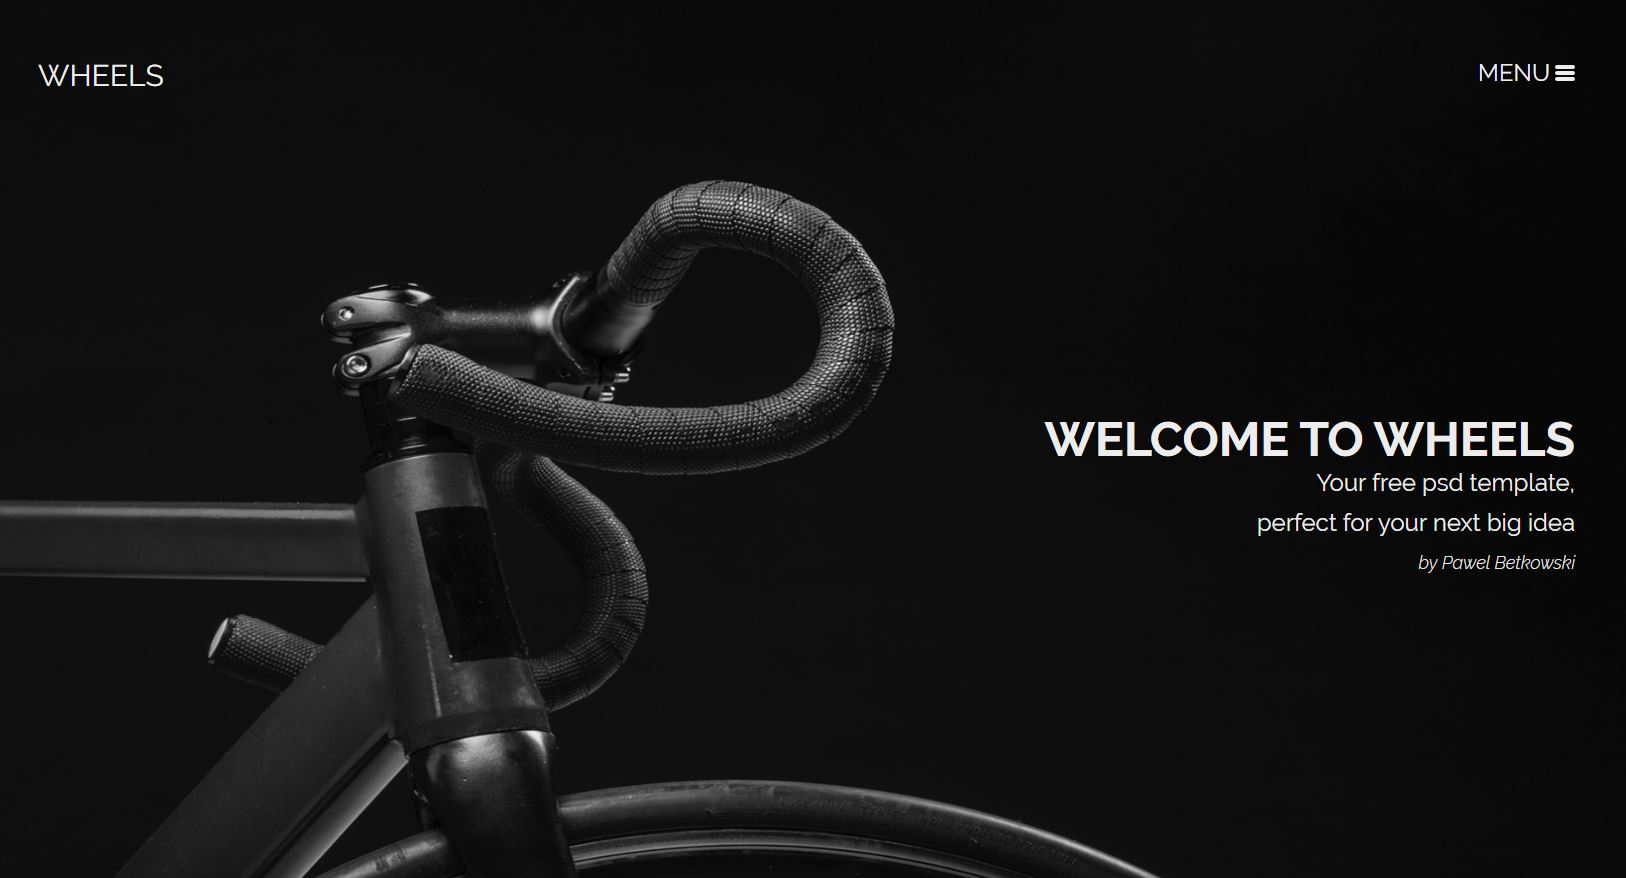 WHEELS
MENU
WELCOME TO WHEELS
Your free psd template,
perfect for your next big idea
by Pawel Betkowski